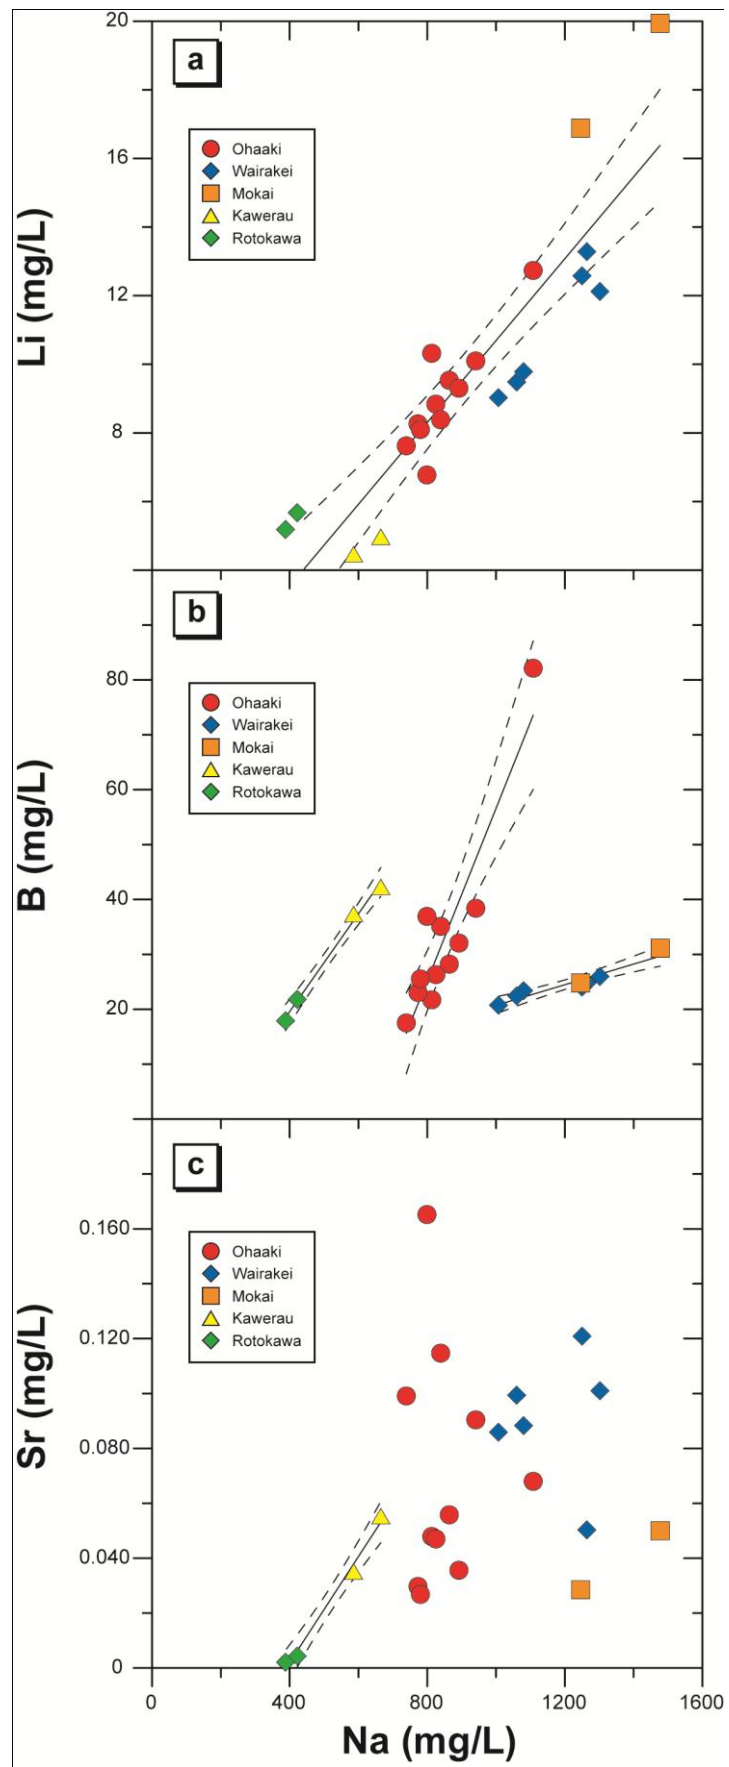 a
20
16
12
8
Li (mg/L)
Ohaaki
Wairakei
Mokai
Kawerau
Rotokawa
b
80
60
40
20
B (mg/L)
Ohaaki
Wairakei
Mokai
Kawerau
Rotokawa
c
0.160
0.120
0.080
0.040
0
Sr (mg/L)
Ohaaki
Wairakei
Mokai
Kawerau
Rotokawa
0 400 800 1200 1600
Na (mg/L)